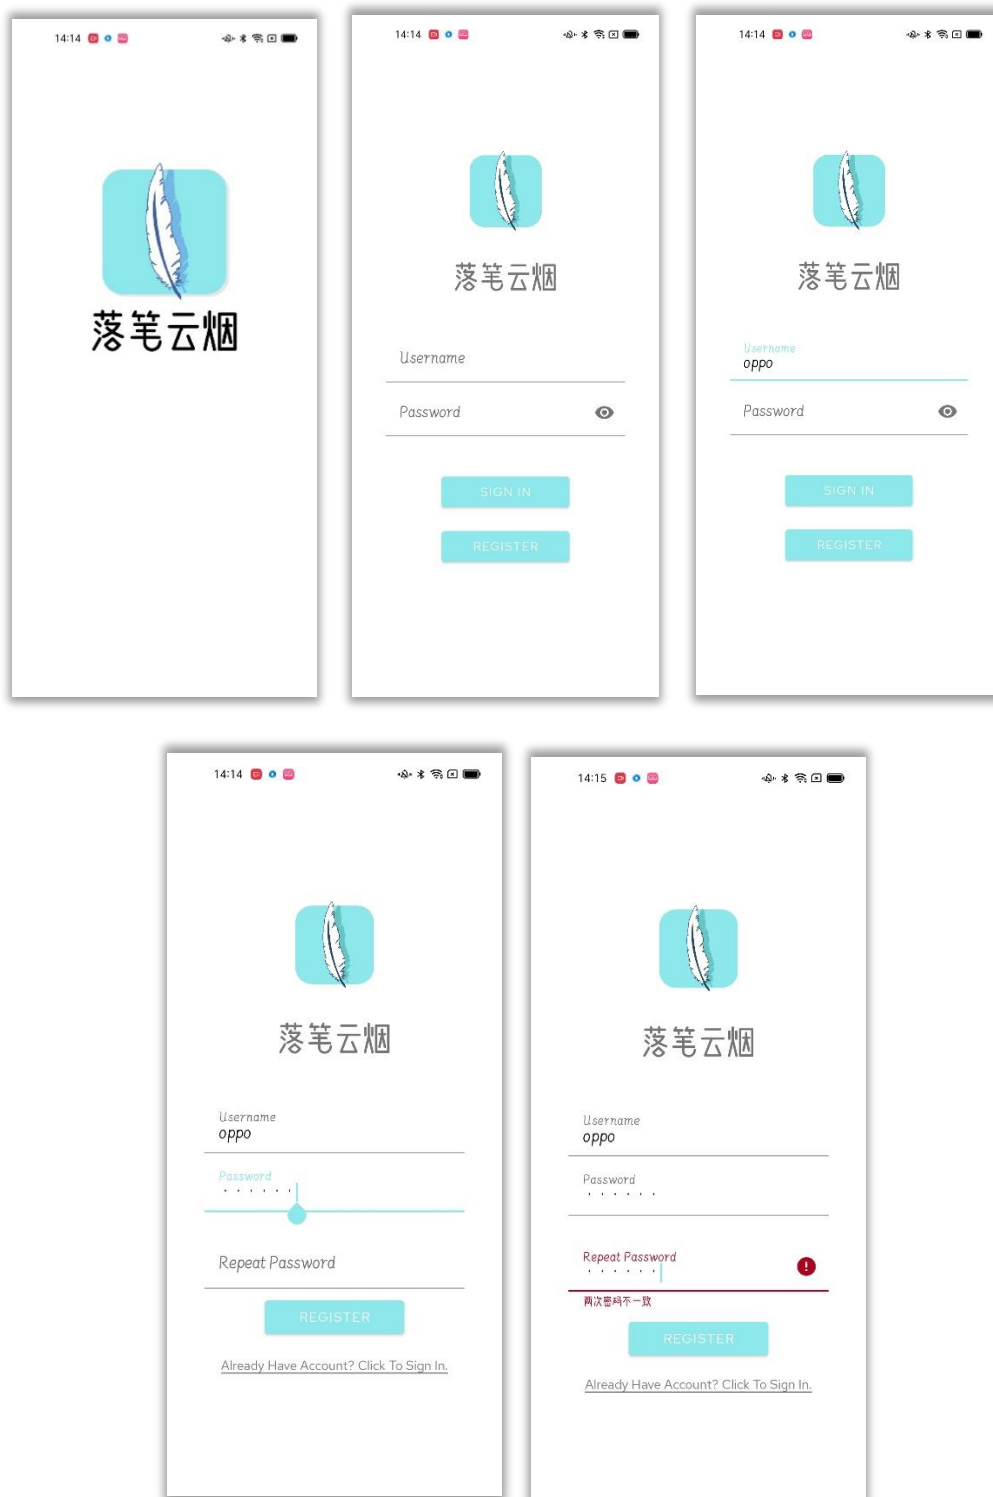 14:14
落笔云烟
14:14
落笔云烟
Username
Password
SIGN IN
REGISTER
14:14
落笔云烟
Username
oppo
Password
SIGN IN
REGISTER
14:14
落笔云烟
Username
oppo
Password
Repeat Password
REGISTER
Already Have Account? Click To Sign In.
14:15
落笔云烟
Username
oppo
Password
Repeat Password
两次密码不一致
REGISTER
Already Have Account? Click To Sign In.